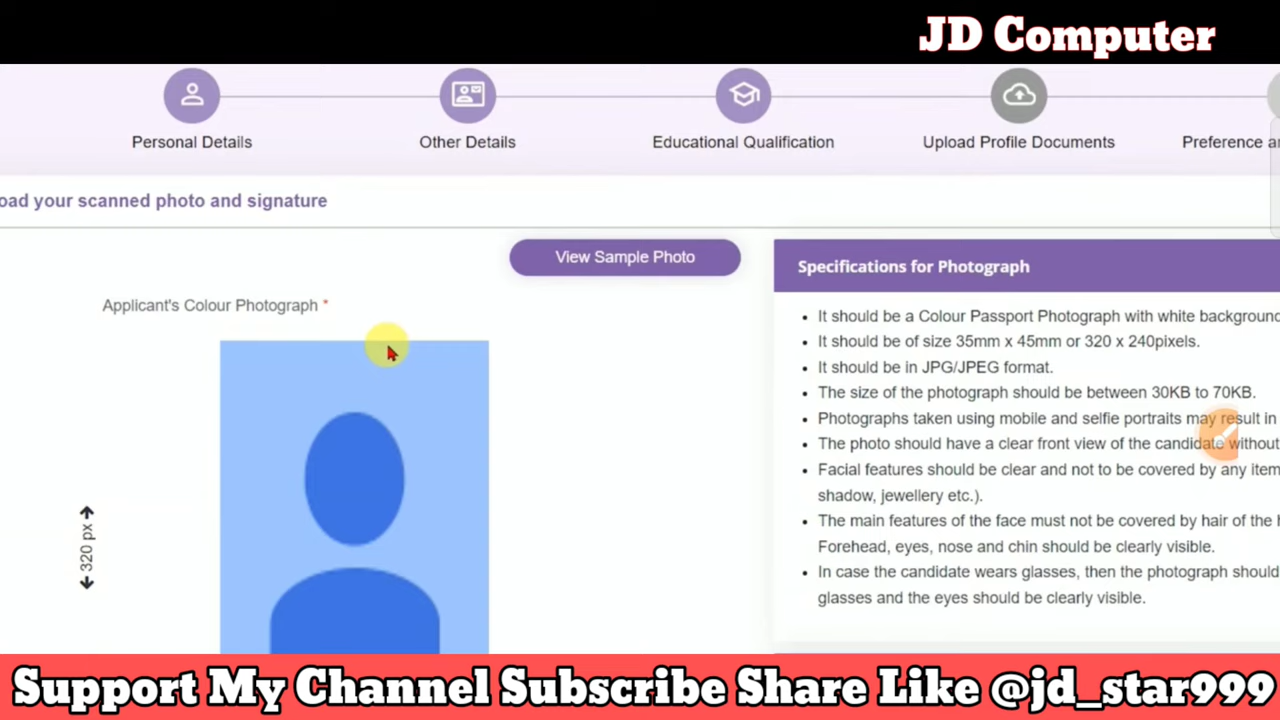 JD Computer
Personal Details
Other Details
Educational Qualification
Upload Profile Documents
Preference
oad your scanned photo and signature
View Sample Photo
Applicant's Colour Photograph *
320 px
Specifications for Photograph
It should be a Colour Passport Photograph with white background
It should be of size 35mm x 45mm or 320 x 240pixels.
It should be in JPG/JPEG format.
The size of the photograph should be between 30KB to 70KB.
Photographs taken using mobile and selfie portraits may result in
The photo should have a clear front view of the candidate without
Facial features should be clear and not to be covered by any item
shadow, jewellery etc.).
The main features of the face must not be covered by hair of the
Forehead, eyes, nose and chin should be clearly visible.
In case the candidate wears glasses, then the photograph should
glasses and the eyes should be clearly visible.
Support My Channel Subscribe Share Like @jd_star999